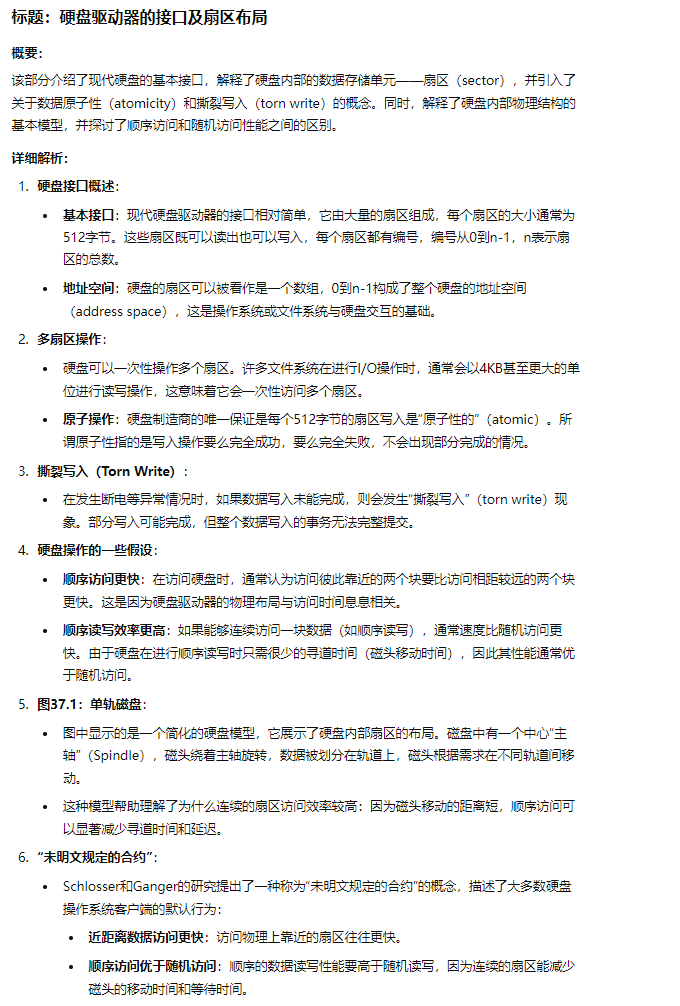 标题：硬盘驱动器的接口及扇区布局
概要：
该部分介绍了现代硬盘的基本接口，解释了硬盘内部的数据存储单元——扇区（sector），并引入了
关于数据原子性（atomicity）和撕裂写入（torn write）的概念。同时，解释了硬盘内部物理结构的
基本模型，并探讨了顺序访问和随机访问性能之间的区别。
详细解析：
1. 硬盘接口概述：
• 基本接口：现代硬盘驱动器的接口相对简单，它由大量的扇区组成，每个扇区的大小通常为
512字节。这些扇区既可以读出也可以写入，每个扇区都有编号，编号从0到n-1，n表示扇
区的总数。
• 地址空间：硬盘的扇区可以被看作是一个数组，0到n-1构成了整个硬盘的地址空间
（address space），这是操作系统或文件系统与硬盘交互的基础。
2. 多扇区操作：
• 硬盘可以一次性操作多个扇区。许多文件系统在进行I/O操作时，通常会以4KB甚至更大的单
位进行读写操作，这意味着它会一次性访问多个扇区。
• 原子操作：硬盘制造商的唯一保证是每个512字节的扇区写入是“原子性的”（atomic）。所
谓原子性指的是写入操作要么完全成功，要么完全失败，不会出现部分完成的情况。
3. 撕裂写入（Torn Write）：
• 在发生断电等异常情况时，如果数据写入未能完成，则会发生“撕裂写入”（torn write）现
象。部分写入可能完成，但整个数据写入的事务无法完整提交。
4. 硬盘操作的一些假设：
• 顺序访问更快：在访问硬盘时，通常认为访问彼此靠近的两个块要比访问相距较远的两个块
更快。这是因为硬盘驱动器的物理布局与访问时间息息相关。
• 顺序读写效率更高：如果能够连续访问一块数据（如顺序读写），通常速度比随机访问更
快。由于硬盘在进行顺序读写时只需很少的寻道时间（磁头移动时间），因此其性能通常优
于随机访问。
5. 图37.1：单轨磁盘：
• 图中显示的是一个简化的硬盘模型，它展示了硬盘内部扇区的布局。磁盘中有一个中心“主
轴”（Spindle），磁头绕着主轴旋转，数据被划分在轨道上，磁头根据需求在不同轨道间移
动。
• 这种模型帮助理解了为什么连续的扇区访问效率较高：因为磁头移动的距离短，顺序访问可
以显著减少寻道时间和延迟。
6. “未明文规定的合约”：
• Schlosser和Ganger的研究提出了一种称为“未明文规定的合约”的概念，描述了大多数硬盘
操作系统客户端的默认行为：
• 近距离数据访问更快：访问物理上靠近的扇区往往更快。
• 顺序访问优于随机访问：顺序的数据读写性能要高于随机读写，因为连续的扇区能减少
磁头的移动时间和等待时间。